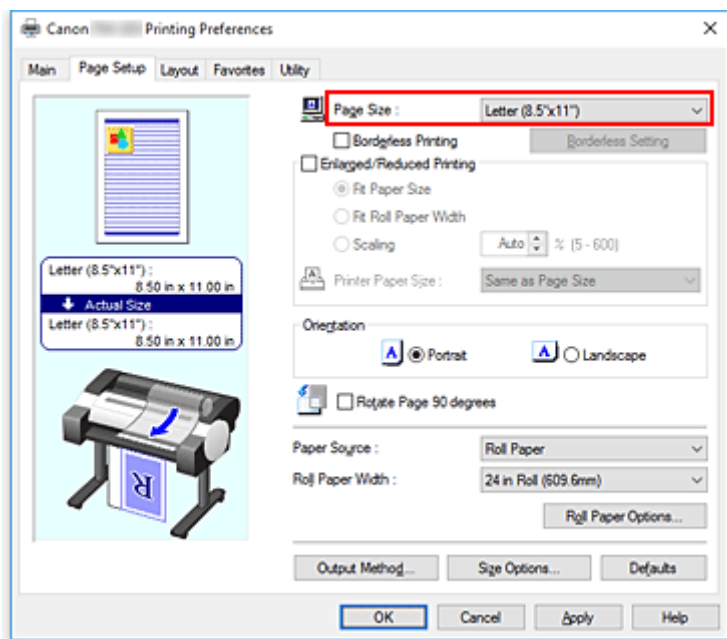 Canon Printing Preferences
Main Page Setup Layout Favorites Utility
Page Size : Letter (8.5"x11")
Borderless Printing Borderless Setting
Enlarged/Reduced Printing
Fit Paper Size
Fit Roll Paper Width
Scaling Auto % (5 - 600)
Printer Paper Size : Same as Page Size
Letter (8.5"x11") :
8.50 in x 11.00 in
Actual Size
Letter (8.5"x11") :
8.50 in x 11.00 in
Orientation
A Portrait A Landscape
Rotate Page 90 degrees
Paper Source : Roll Paper
Roll Paper Width : 24 in Roll (609.6mm)
Roll Paper Options...
R
Output Method... Size Options... Defaults
OK Cancel Apply Help